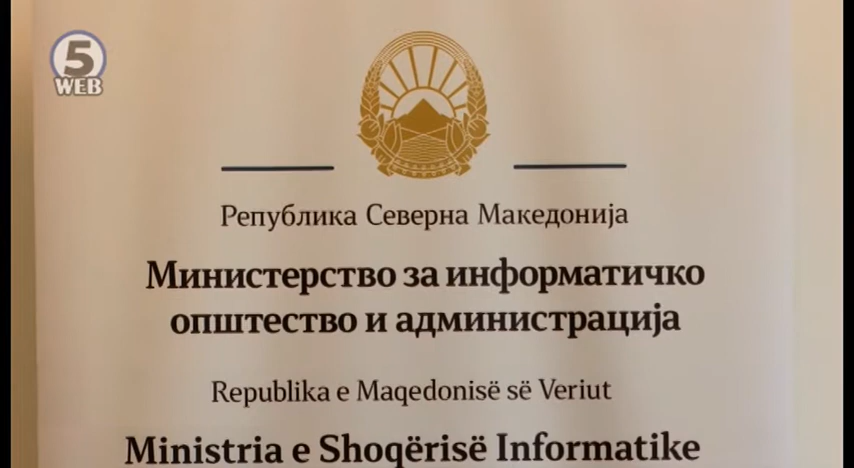 5
WEB
Република Северна Македонија
Министерство за информатичко
општество и администрација
Republika e Maqedonisë së Veriut
Ministria e Shoqërisë Informatike